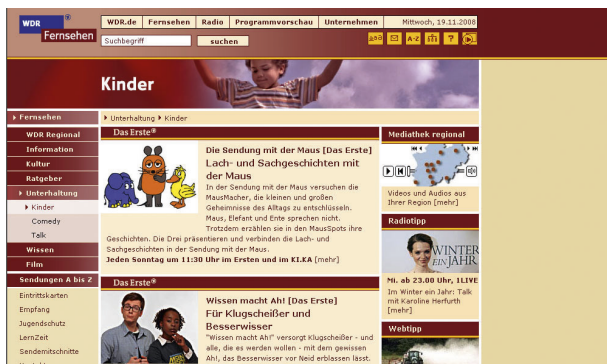 WDR
Fernsehen
WDR.de
Fernsehen
Radio
Programmvorschau
Unternehmen
Mittwoch, 19.11.2008
Suchbegriff
suchen
A-Z
?
Kinder
Fernsehen
Unterhaltung
Kinder
WDR Regional
Information
Kultur
Ratgeber
Unterhaltung
Kinder
Comedy
Talk
Wissen
Film
Sendungen A bis Z
Eintrittskarten
Empfang
Jugendschutz
LernZeit
Sendemitschnitte
Das Erste®
Die Sendung mit der Maus [Das Erste]
Lach- und Sachgeschichten mit
der Maus
In der Sendung mit der Maus versuchen die
MausMacher, die kleinen und großen
Geheimnisse des Alltags zu entschlüsseln.
Maus, Elefant und Ente sprechen nicht.
Trotzdem erzählen sie in den MausSpots ihre
Geschichten. Die Drei präsentieren und verbinden die Lach- und
Sachgeschichten in der Sendung mit der Maus.
Jeden Sonntag um 11:30 Uhr im Ersten und im KI.KA [mehr]
Das Erste®
Wissen macht Ah! [Das Erste]
Für Klugscheißer und
Besserwisser
"Wissen macht Ah!" versorgt Klugscheißer - und
alle, die es werden wollen - mit dem gewissen
Ah!, das Besserwisser vor Neid erblassen lässt.
Mediathek regional
Videos und Audios aus
Ihrer Region [mehr]
Radiotipp
WINTER
EIN JAHR
Mi. ab 23.00 Uhr, 1LIVE
Im Winter ein Jahr: Talk
mit Karoline Herfurth
[mehr]
Webtipp